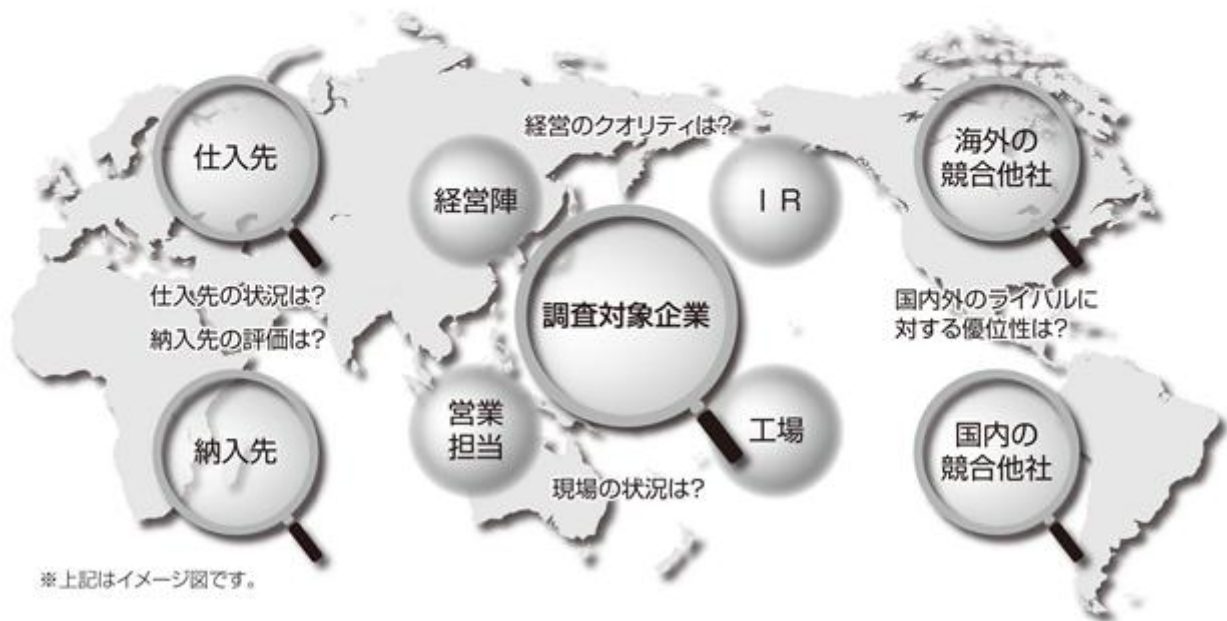 仕入先
経営のクオリティは?
海外の
競合他社
経営陣
ＩＲ
仕入先の状況は?
納入先の評価は?
調査対象企業
国内外のライバルに
対する優位性は?
納入先
営業
担当
工場
国内の
競合他社
現場の状況は?
※上記はイメージ図です。